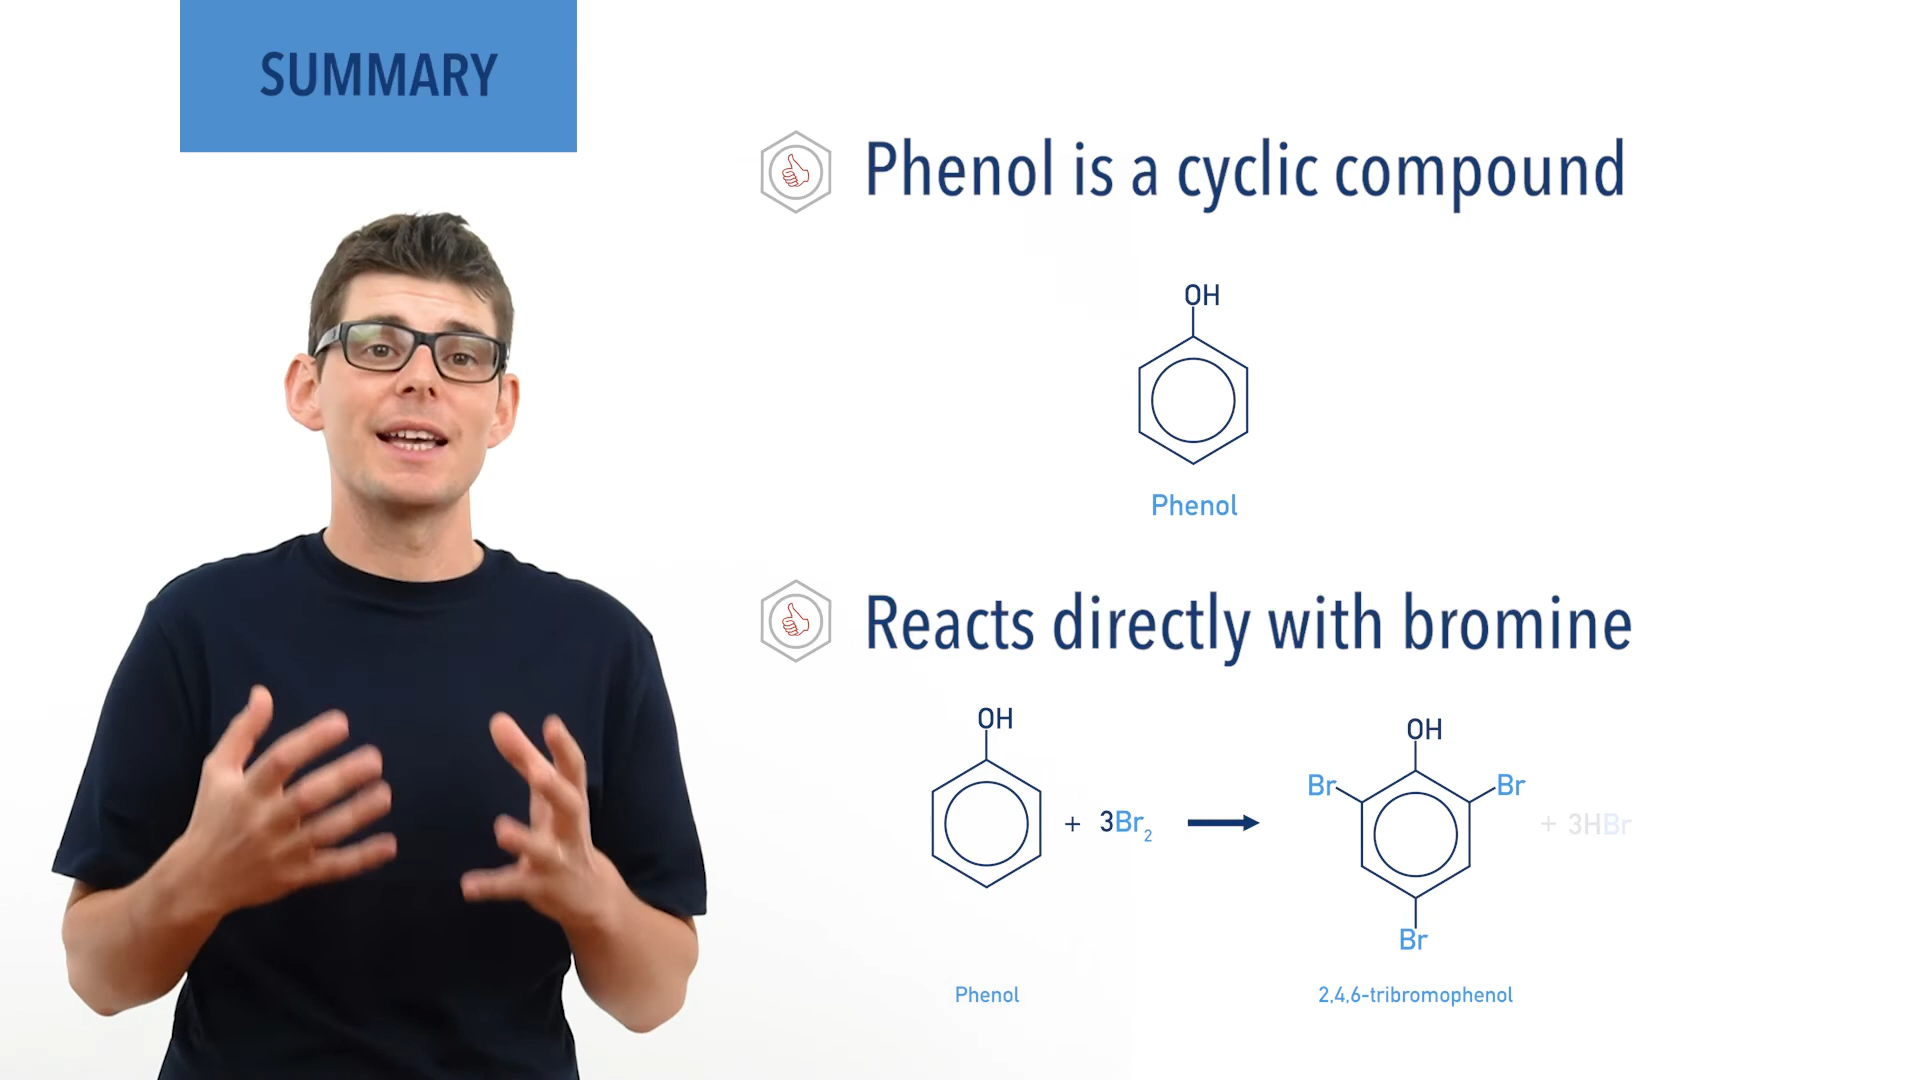 SUMMARY
Phenol is a cyclic compound
OH
Phenol
Reacts directly with bromine
OH
+ 3Br₂
OH
Br
Br
Br
+ 3HBr
Phenol
2,4,6-tribromophenol